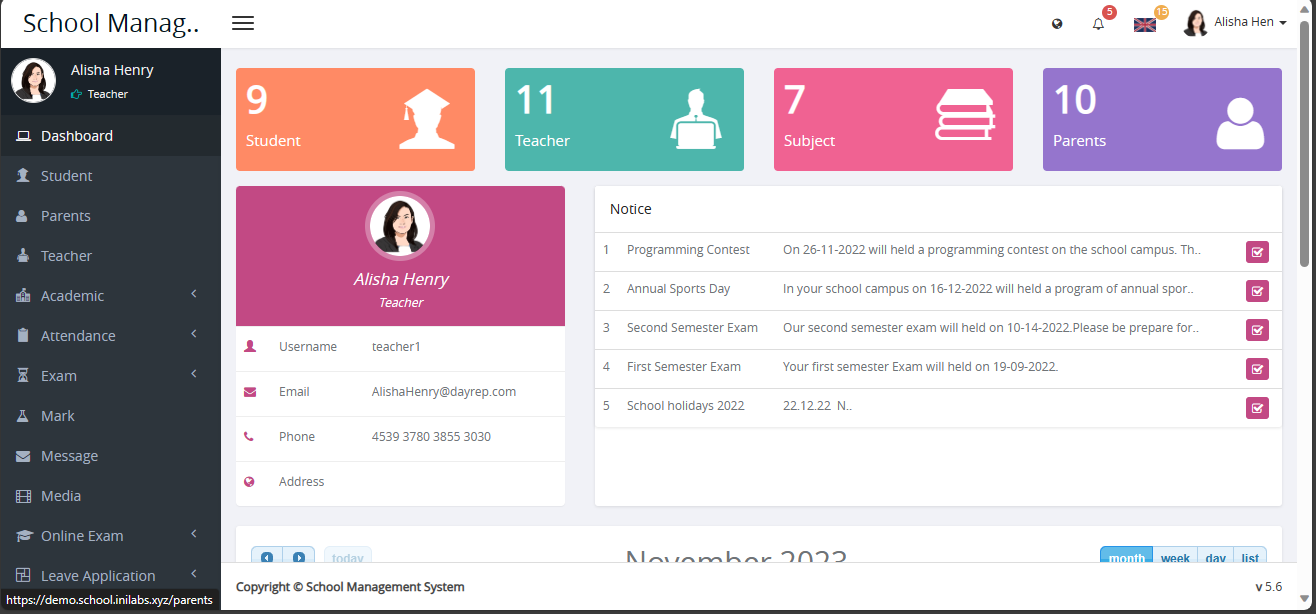 School Manag..
5
15
Alisha Hen
Alisha Henry
Teacher
Dashboard
Student
Parents
Teacher
Academic
Attendance
Exam
Mark
Message
Media
Online Exam
Leave Application
https://demo.school.inilabs.xyz/parents
9
Student
11
Teacher
7
Subject
10
Parents
Alisha Henry
Teacher
Username teacher1
Email AlishaHenry@dayrep.com
Phone 4539 3780 3855 3030
Address
Notice
1 Programming Contest On 26-11-2022 will held a programming contest on the school campus. Th..
2 Annual Sports Day In your school campus on 16-12-2022 will held a program of annual spor..
3 Second Semester Exam Our second semester exam will held on 10-14-2022.Please be prepare for..
4 First Semester Exam Your first semester Exam will held on 19-09-2022.
5 School holidays 2022 22.12.22 N..
today
November 2023
month week day list
Copyright © School Management System
v 5.6